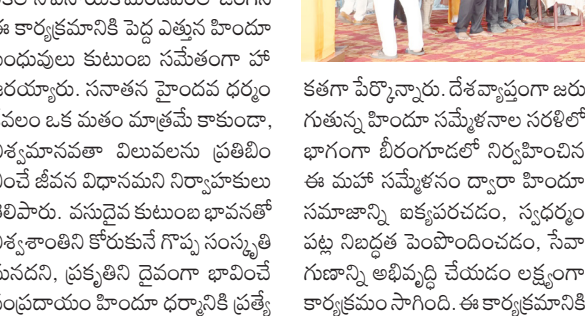 ఈ కార్యక్రమానికి పెద్ద ఎత్తున హిందూ
బంధువులు కుటుంబ సమేతంగా హా
జరయ్యారు. సనాతన హైందవ ధర్మం
కేవలం ఒక మతం మాత్రమే కాకుండా,
విశ్వమానవతా విలువలను ప్రతిబిం
బించే జీవన విధానమని నిర్వాహకులు
తెలిపారు. వసుదైవ కుటుంబ భావనతో
విశ్వశాంతిని కోరుకునే గొప్ప సంస్కృతి
మనదని, ప్రకృతిని దైవంగా భావించే
సంప్రదాయం హిందూ ధర్మానికి ప్రత్యే
కతగా పేర్కొన్నారు. దేశవ్యాప్తంగా జరు
గుతున్న హిందూ సమ్మేళనాల సరళిలో
భాగంగా బీరంగూడలో నిర్వహించిన
ఈ మహా సమ్మేళనం ద్వారా హిందూ
సమాజాన్ని ఐక్యపరచడం, స్వధర్మం
పట్ల నిబద్ధత పెంపొందించడం, సేవా
గుణాన్ని అభివృద్ధి చేయడం లక్ష్యంగా
కార్యక్రమం సాగింది. ఈ కార్యక్రమానికి